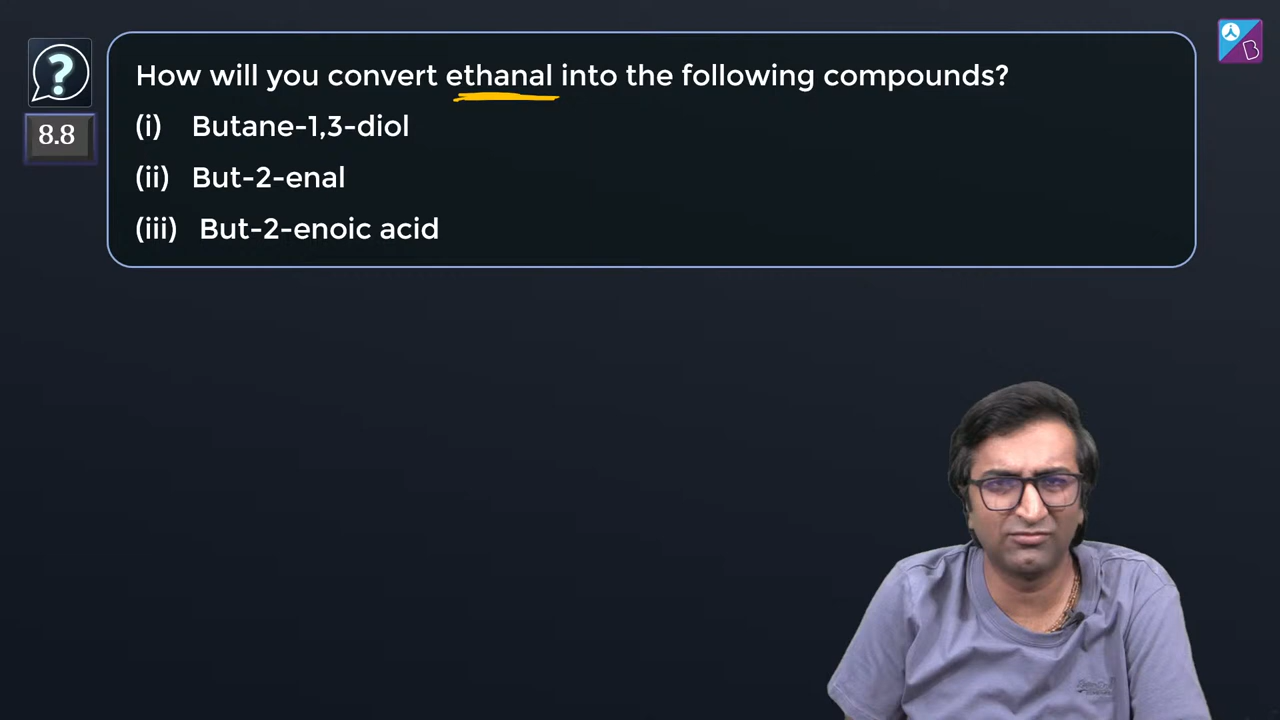 ?
How will you convert ethanal into the following compounds?
8.8
(i) Butane-1,3-diol
(ii) But-2-enal
(iii) But-2-enoic acid
B